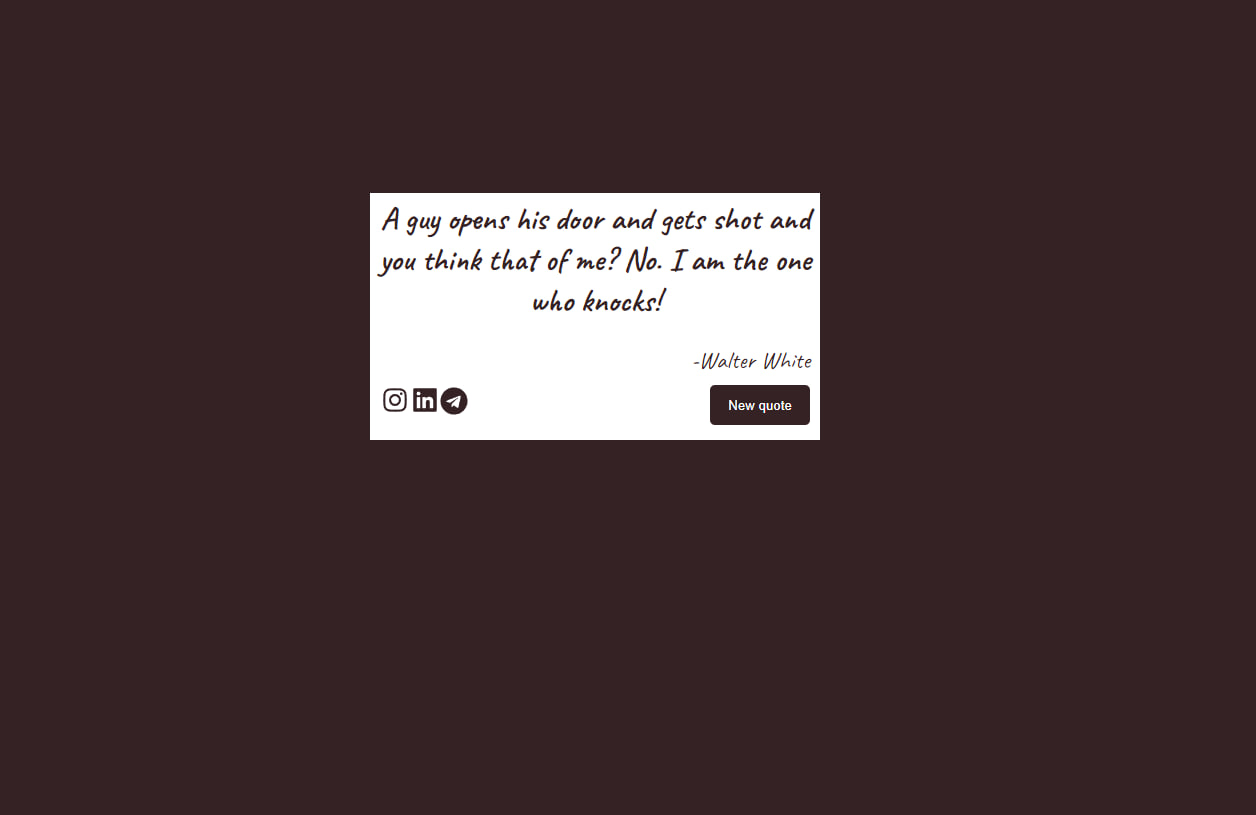 A guy opens his door and gets shot and
you think that of me? No. I am the one
who knocks!
-Walter White
in
New quote